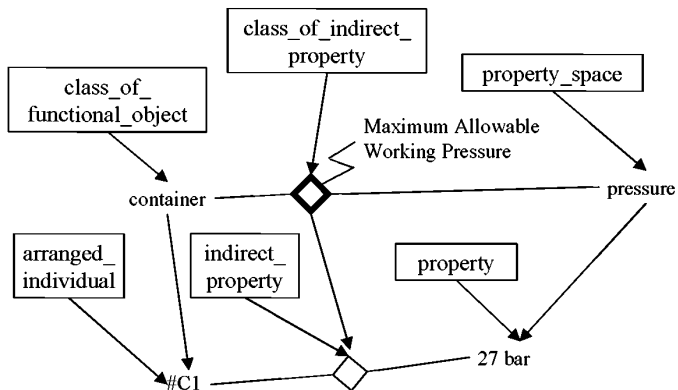 class_of_indirect_
property
class_of_
functional_object
property_space
Maximum Allowable
Working Pressure
container
pressure
arranged_
individual
indirect_
property
property
#C1
27 bar